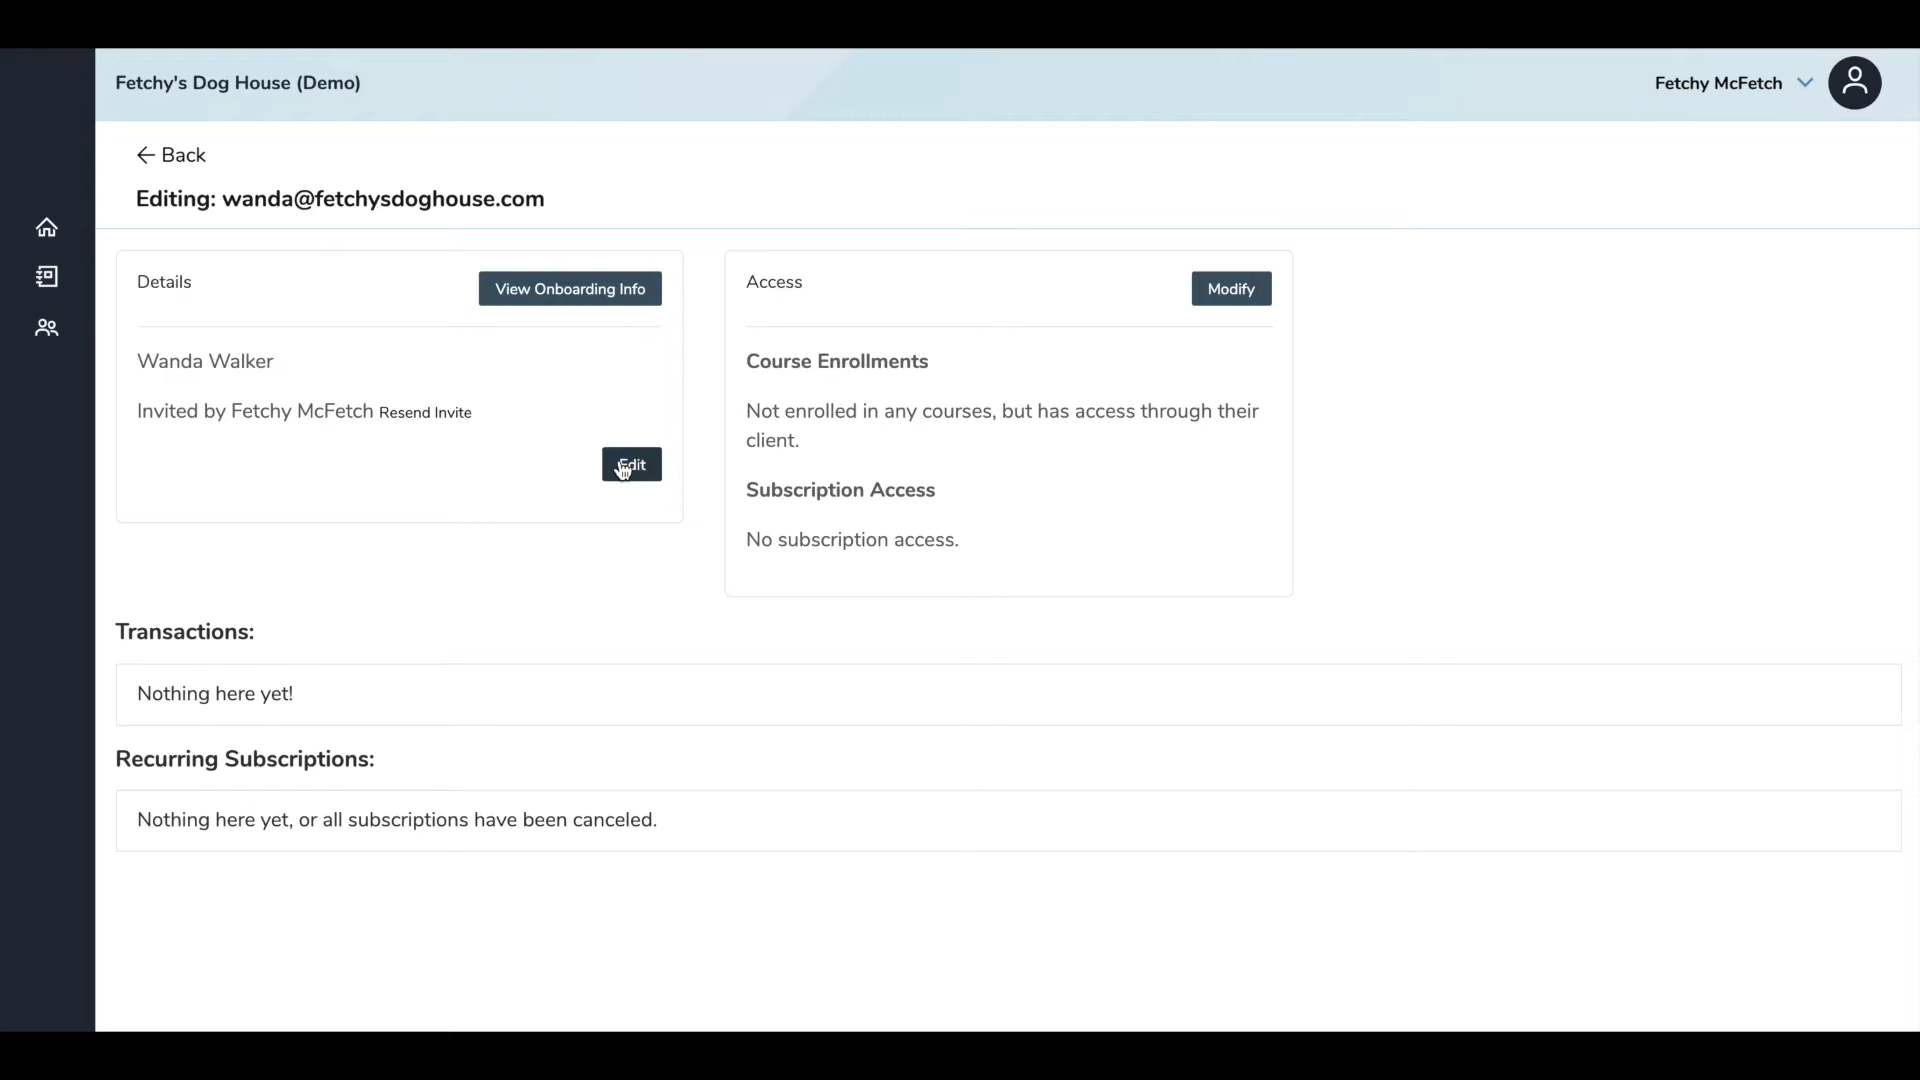 Fetchy's Dog House (Demo)
Fetchy McFetch
Back
Editing: wanda@fetchysdoghouse.com
Details
View Onboarding Info
Wanda Walker
Invited by Fetchy McFetch Resend Invite
Edit
Access
Modify
Course Enrollments
Not enrolled in any courses, but has access through their
client.
Subscription Access
No subscription access.
Transactions:
Nothing here yet!
Recurring Subscriptions:
Nothing here yet, or all subscriptions have been canceled.